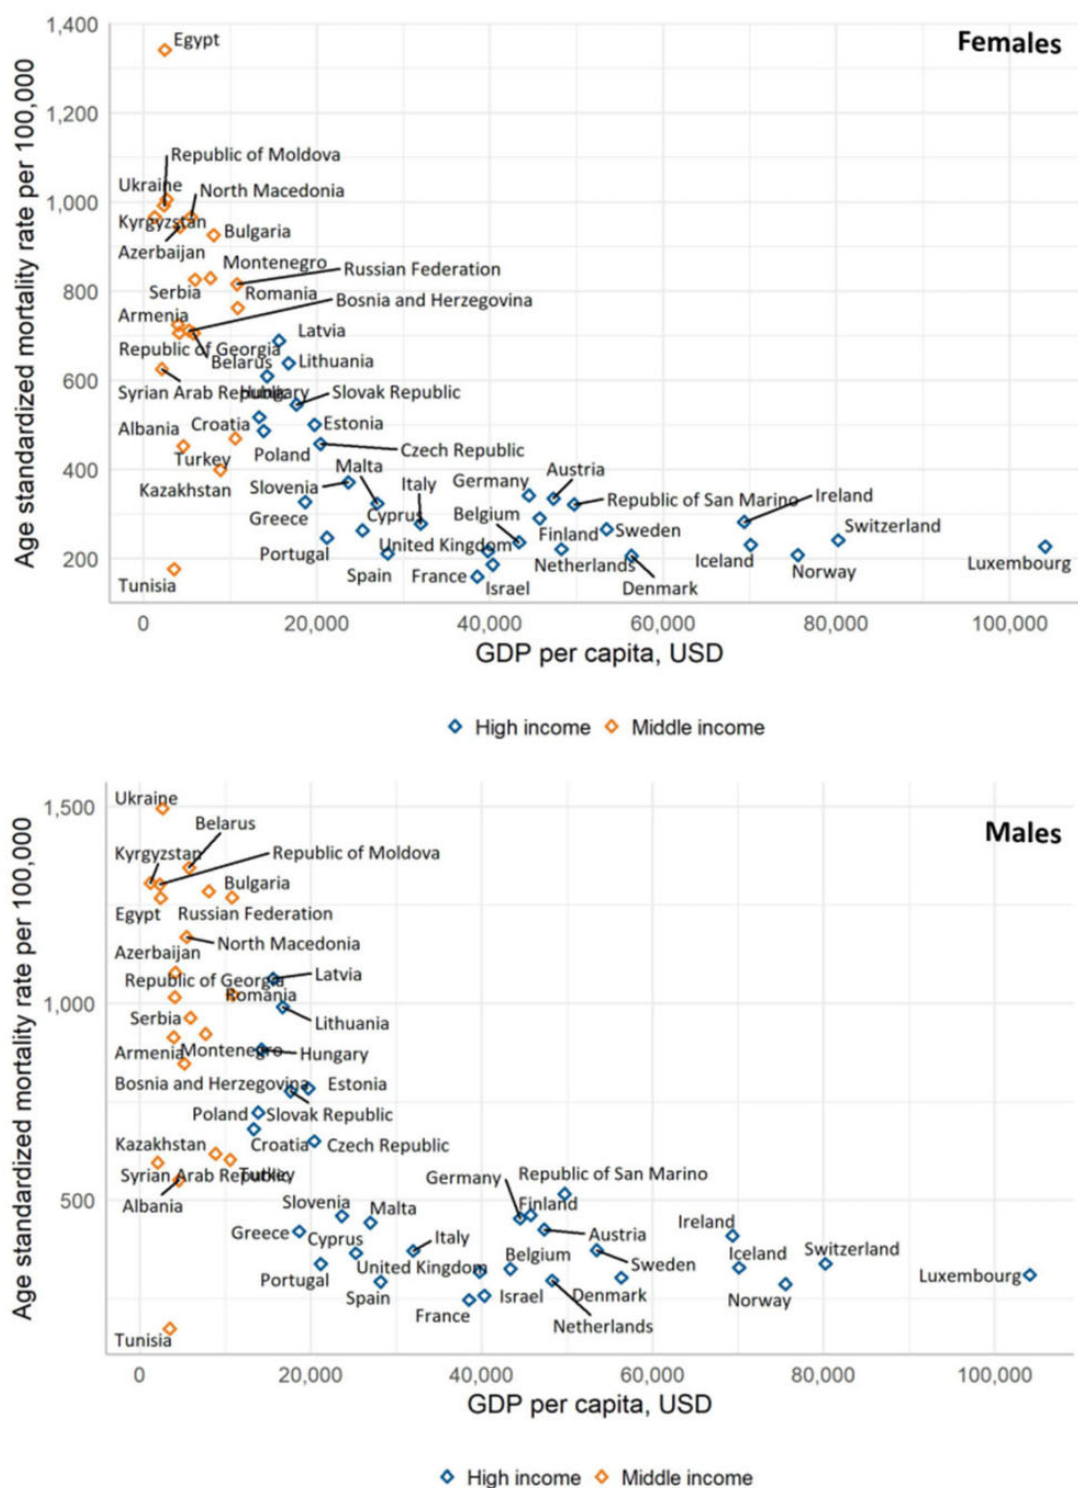 Females
Age standardized mortality rate per 100,000
1,400
1,200
1,000
800
600
400
200
Egypt
Republic of Moldova
Ukraine
North Macedonia
Kyrgyzstan
Bulgaria
Azerbaijan
Montenegro
Russian Federation
Serbia
Romania
Bosnia and Herzegovina
Armenia
Latvia
Republic of Georgia
Belarus
Lithuania
Syrian Arab Republic
Hungary
Slovak Republic
Albania
Croatia
Estonia
Poland
Czech Republic
Turkey
Malta
Austria
Kazakhstan
Slovenia
Italy
Germany
Republic of San Marino
Ireland
Greece
Cyprus
Belgium
Finland
Sweden
Switzerland
Portugal
United Kingdom
Netherlands
Iceland
Luxembourg
Tunisia
Spain
France
Israel
Denmark
Norway
0
20,000
40,000
60,000
80,000
100,000
GDP per capita, USD
High income
Middle income
Males
Age standardized mortality rate per 100,000
1,500
1,000
500
Ukraine
Belarus
Kyrgyzstan
Republic of Moldova
Bulgaria
Egypt
Russian Federation
North Macedonia
Azerbaijan
Latvia
Republic of Georgia
Romania
Serbia
Lithuania
Armenia
Montenegro
Hungary
Bosnia and Herzegovina
Estonia
Poland
Slovak Republic
Kazakhstan
Croatia
Czech Republic
Syrian Arab Republic
Turkey
Germany
Republic of San Marino
Albania
Slovenia
Malta
Finland
Greece
Cyprus
Italy
Austria
Ireland
Portugal
United Kingdom
Belgium
Sweden
Iceland
Switzerland
Spain
Israel
Denmark
Norway
Luxembourg
France
Netherlands
Tunisia
0
20,000
40,000
60,000
80,000
100,000
GDP per capita, USD
High income
Middle income